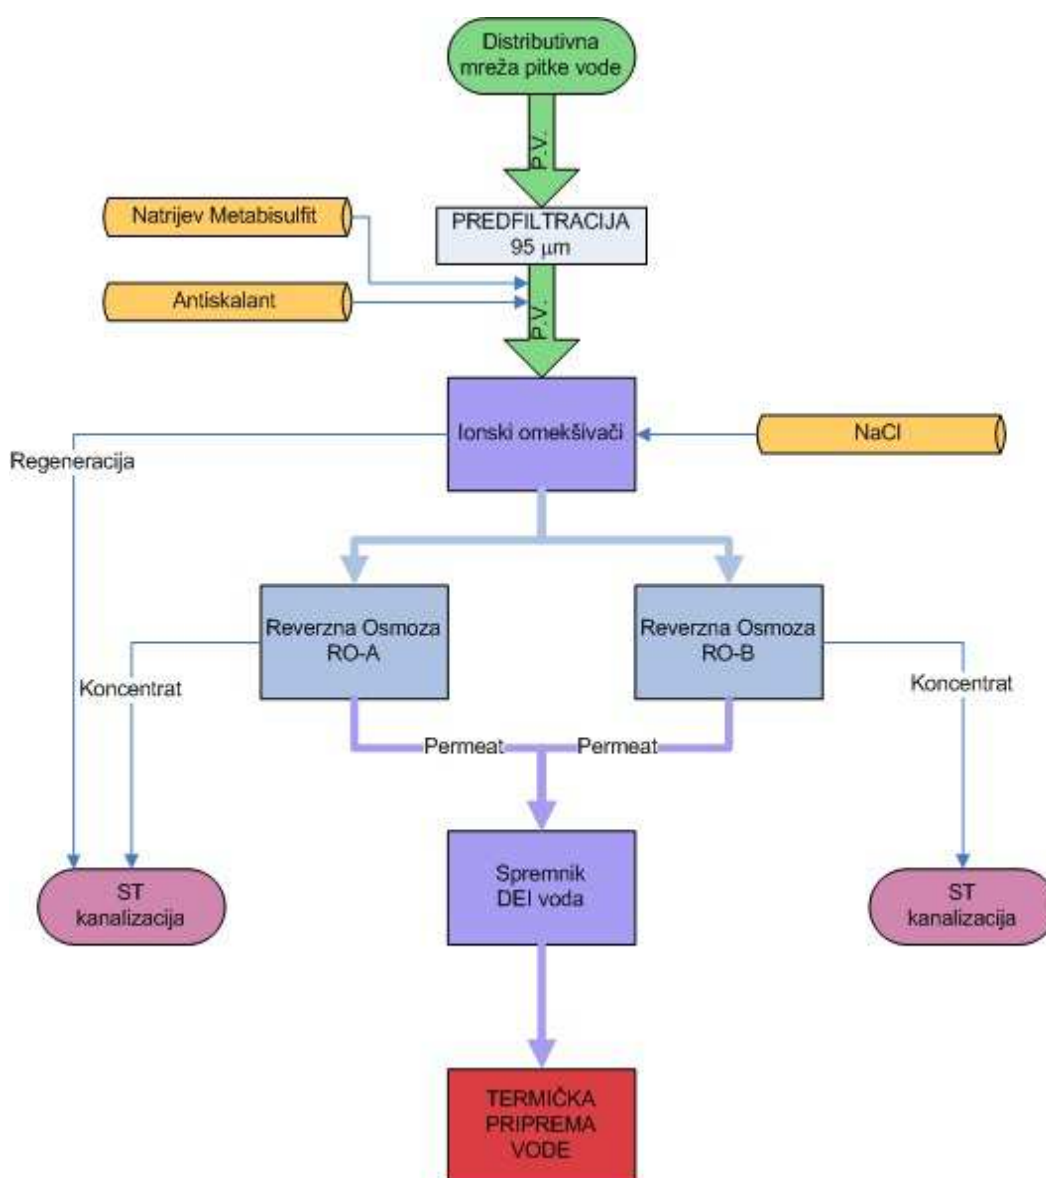 Distributivna
mreža pitke vode
P.V.
Natrijev Metabisulfit
PREDFILTRACIJA
95 μm
Antiskalant
P.V.
Ionski omekšivači
NaCl
Regeneracija
Reverzna Osmoza
RO-A
Reverzna Osmoza
RO-B
Koncentrat
Koncentrat
Permeat
Permeat
Spremnik
DEI voda
ST
kanalizacija
ST
kanalizacija
TERMIČKA
PRIPREMA
VODE